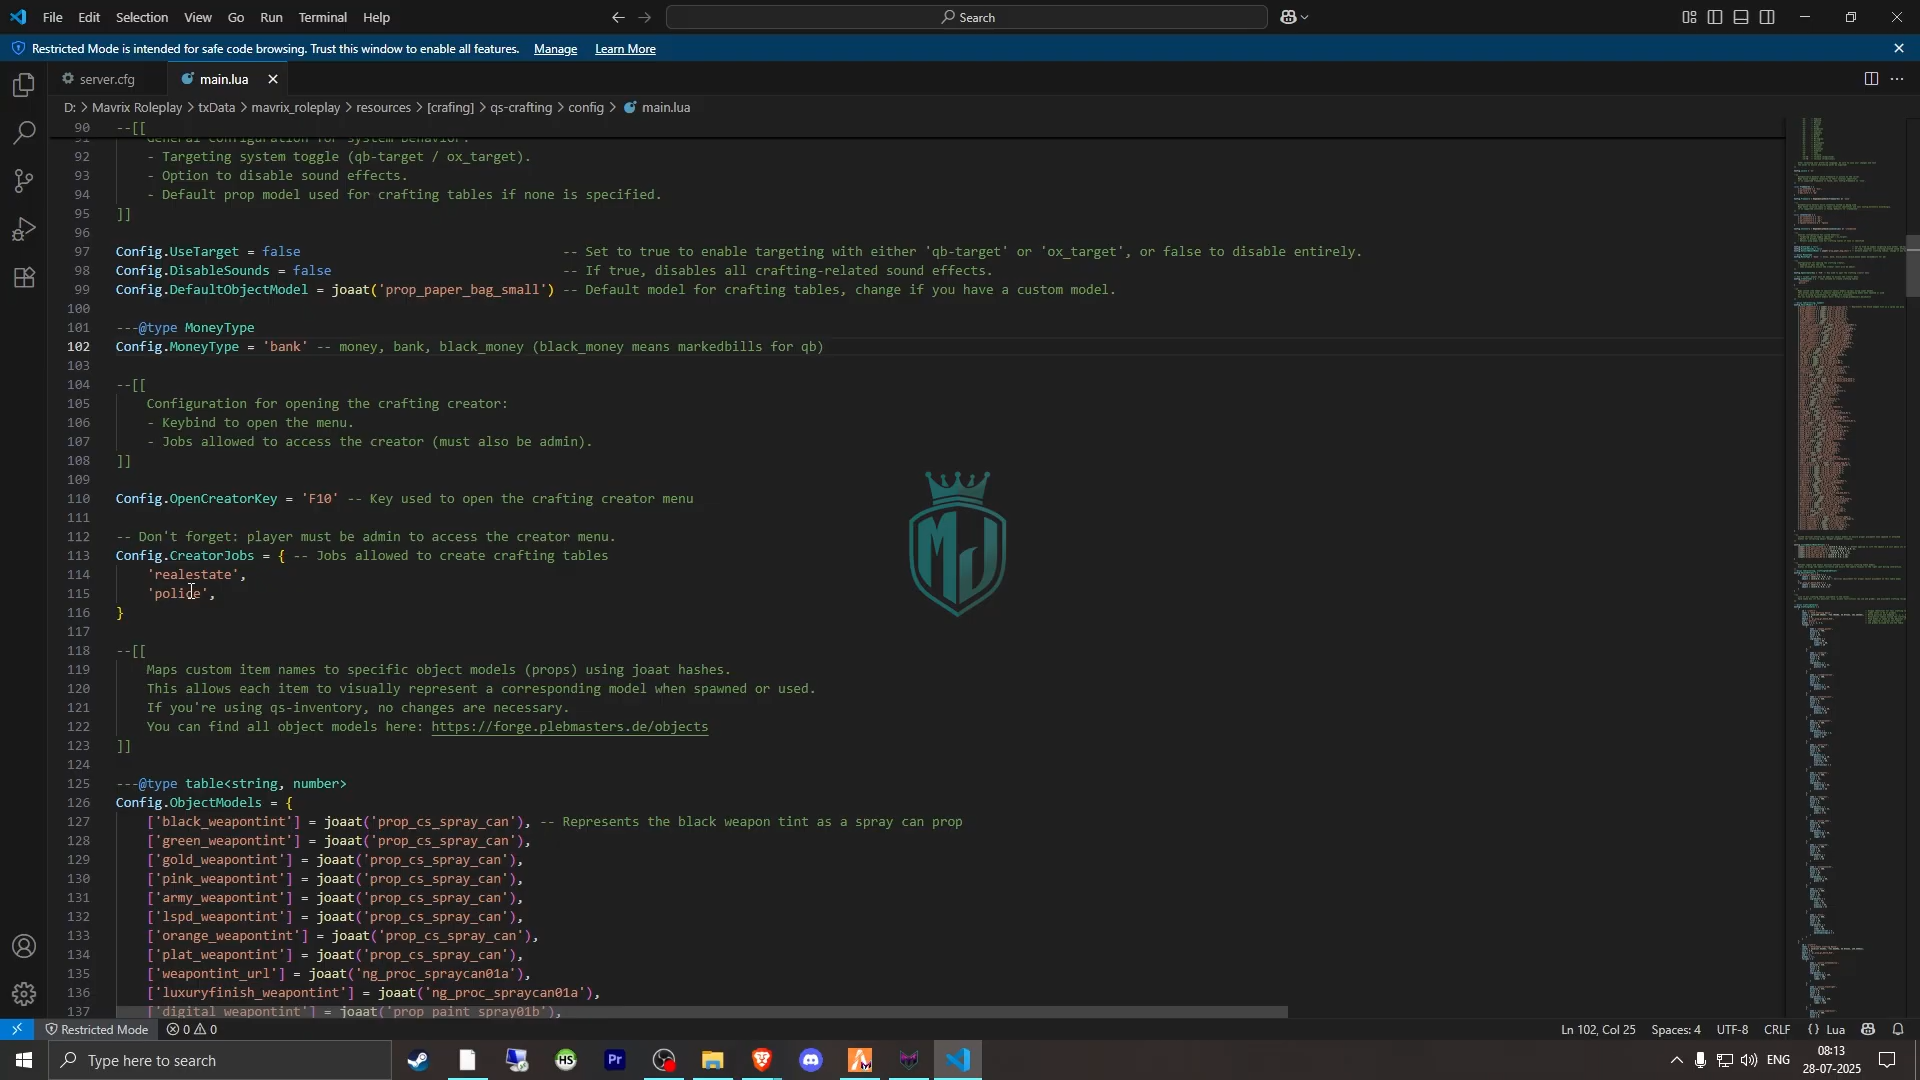 File Edit Selection View Go Run Terminal Help
Search
Restricted Mode is intended for safe code browsing. Trust this window to enable all features. Manage Learn More
server.cfg main.lua
D: > Mavrix Roleplay > txData > mavrix_roleplay > resources > [crafing] > qs-crafting > config > main.lua
90 --[[
91 General configuration for system behavior:
92 - Targeting system toggle (qb-target / ox_target).
93 - Option to disable sound effects.
94 - Default prop model used for crafting tables if none is specified.
95 ]]
96
97 Config.UseTarget = false -- Set to true to enable targeting with either 'qb-target' or 'ox_target', or false to disable entirely.
98 Config.DisableSounds = false -- If true, disables all crafting-related sound effects.
99 Config.DefaultObjectModel = joaat('prop_paper_bag_small') -- Default model for crafting tables, change if you have a custom model.
100
101 ---@type MoneyType
102 Config.MoneyType = 'bank' -- money, bank, black_money (black_money means markedbills for qb)
103
104 --[[
105 Configuration for opening the crafting creator:
106 - Keybind to open the menu.
107 - Jobs allowed to access the creator (must also be admin).
108 ]]
109
110 Config.OpenCreatorKey = 'F10' -- Key used to open the crafting creator menu
111
112 -- Don't forget: player must be admin to access the creator menu.
113 Config.CreatorJobs = { -- Jobs allowed to create crafting tables
114 'realestate',
115 'police',
116 }
117
118 --[[
119 Maps custom item names to specific object models (props) using joaat hashes.
120 This allows each item to visually represent a corresponding model when spawned or used.
121 If you're using qs-inventory, no changes are necessary.
122 You can find all object models here: https://forge.plebmasters.de/objects
123 ]]
124
125 ---@type table<string, number>
126 Config.ObjectModels = {
127 ['black_weapontint'] = joaat('prop_cs_spray_can'), -- Represents the black weapon tint as a spray can prop
128 ['green_weapontint'] = joaat('prop_cs_spray_can'),
129 ['gold_weapontint'] = joaat('prop_cs_spray_can'),
130 ['pink_weapontint'] = joaat('prop_cs_spray_can'),
131 ['army_weapontint'] = joaat('prop_cs_spray_can'),
132 ['lspd_weapontint'] = joaat('prop_cs_spray_can'),
133 ['orange_weapontint'] = joaat('prop_cs_spray_can'),
134 ['plat_weapontint'] = joaat('prop_cs_spray_can'),
135 ['weapontint_url'] = joaat('ng_proc_spraycan01a'),
136 ['luxuryfinish_weapontint'] = joaat('ng_proc_spraycan01a'),
137 ['digital_weapontint'] = joaat('prop_paint_spray01b'),
MJ
Restricted Mode 0 0 Ln 102, Col 25 Spaces: 4 UTF-8 CRLF {} Lua
Type here to search
HS Pr
ENG
08:13
28-07-2025